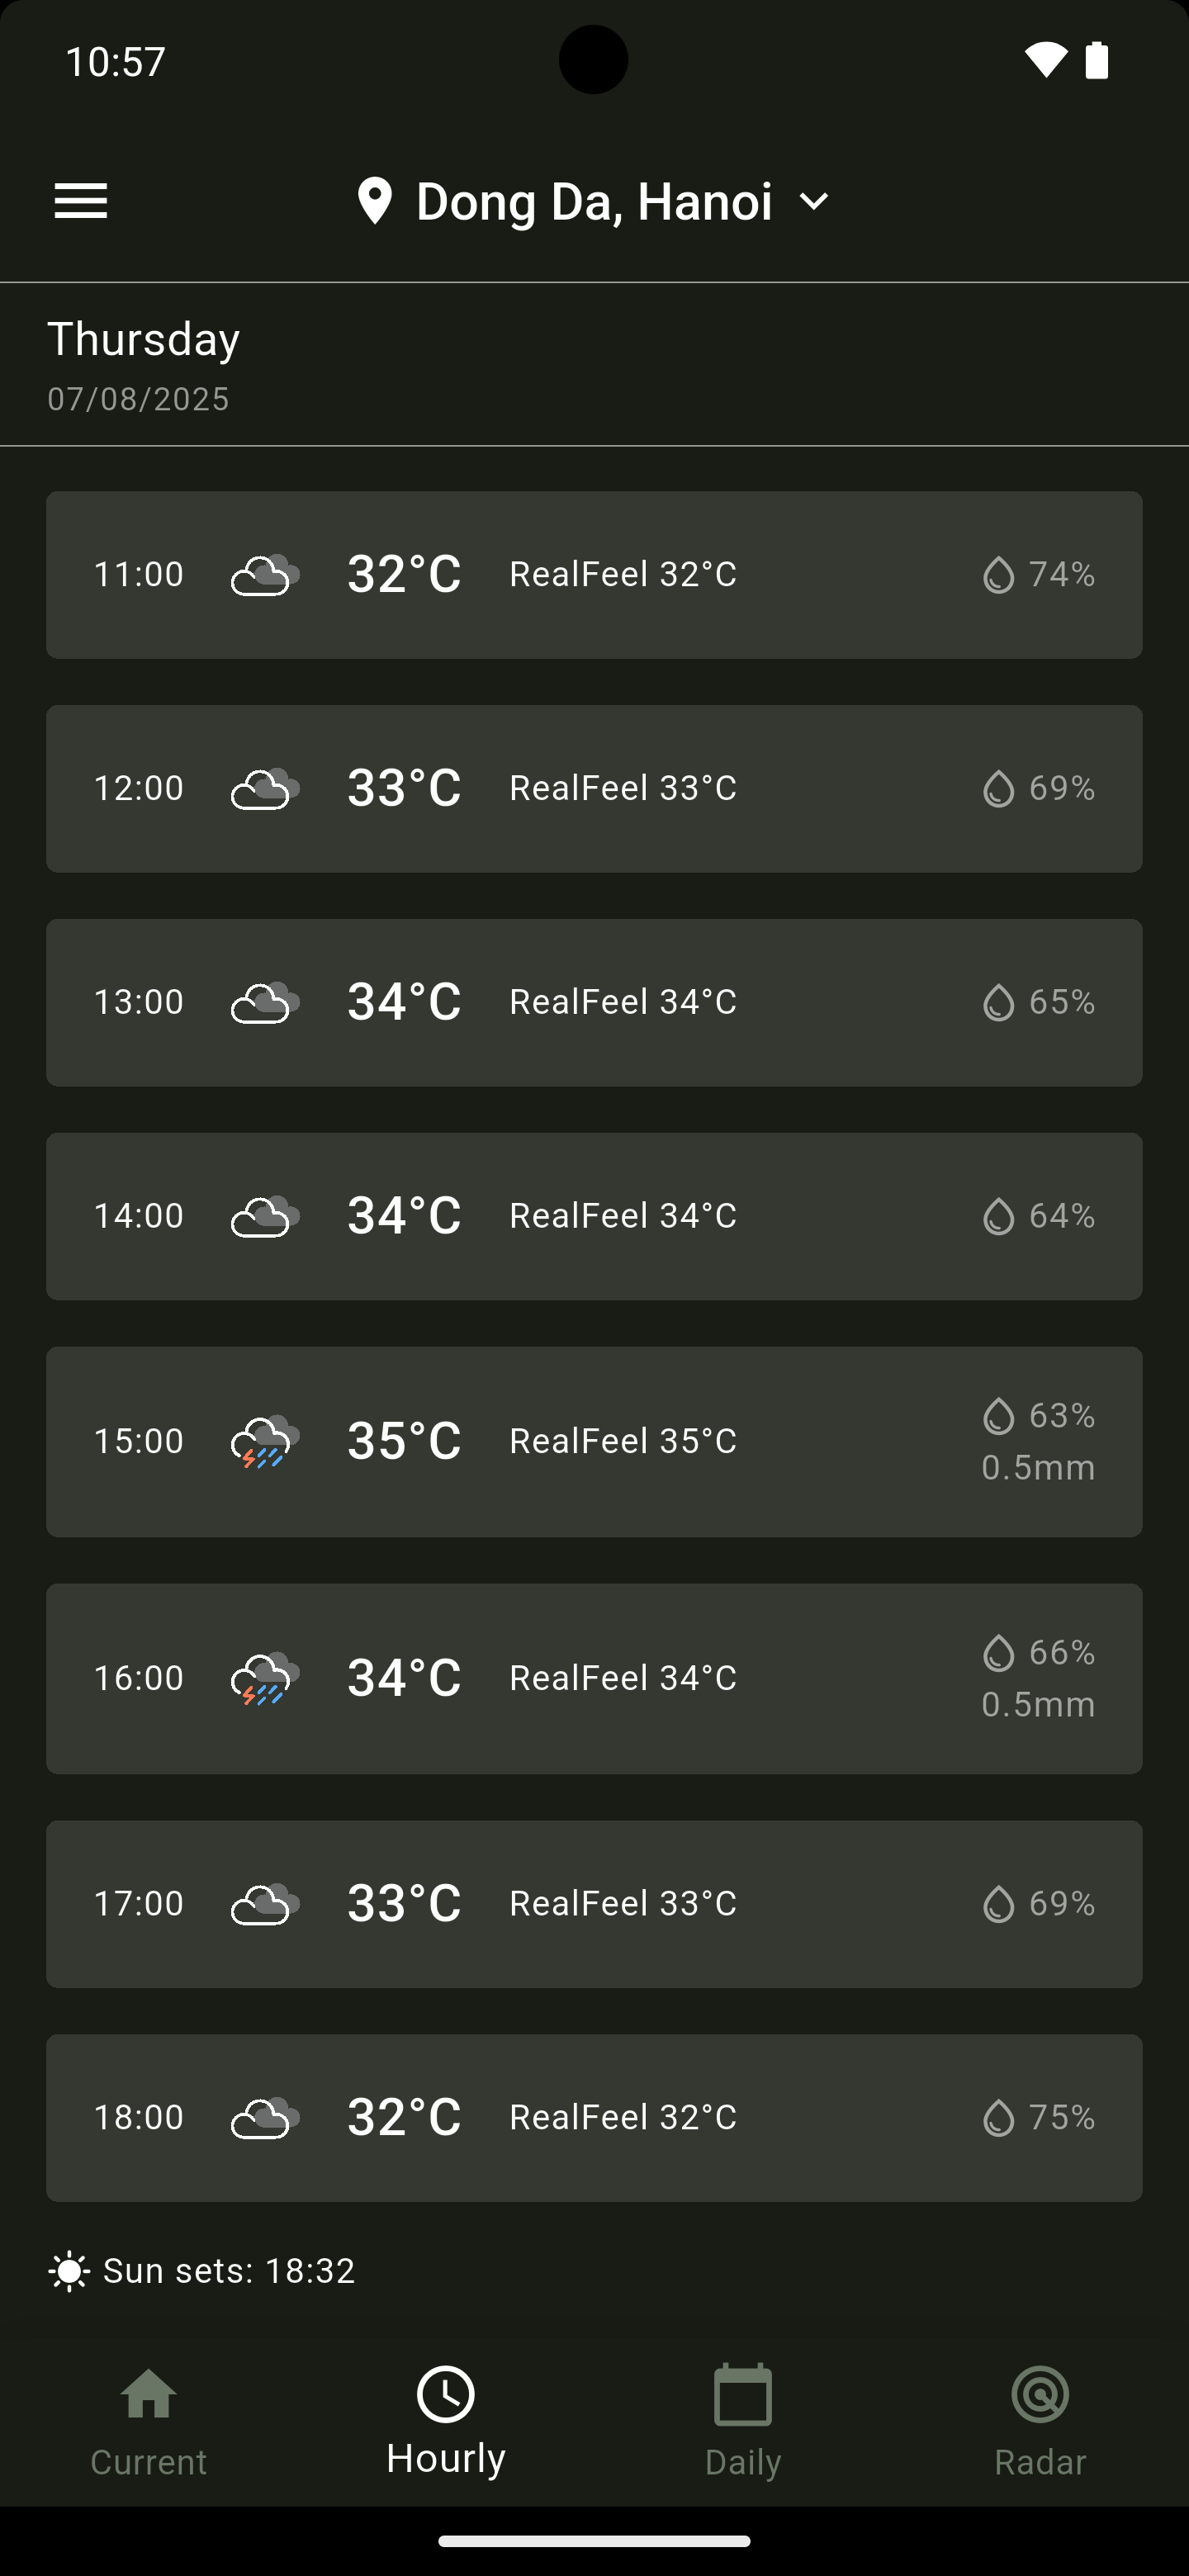 10:57
Dong Da, Hanoi
Thursday
07/08/2025
11:00 32°C RealFeel 32°C 74%
12:00 33°C RealFeel 33°C 69%
13:00 34°C RealFeel 34°C 65%
14:00 34°C RealFeel 34°C 64%
15:00 35°C RealFeel 35°C 63%
0.5mm
16:00 34°C RealFeel 34°C 66%
0.5mm
17:00 33°C RealFeel 33°C 69%
18:00 32°C RealFeel 32°C 75%
Sun sets: 18:32
Current Hourly Daily Radar